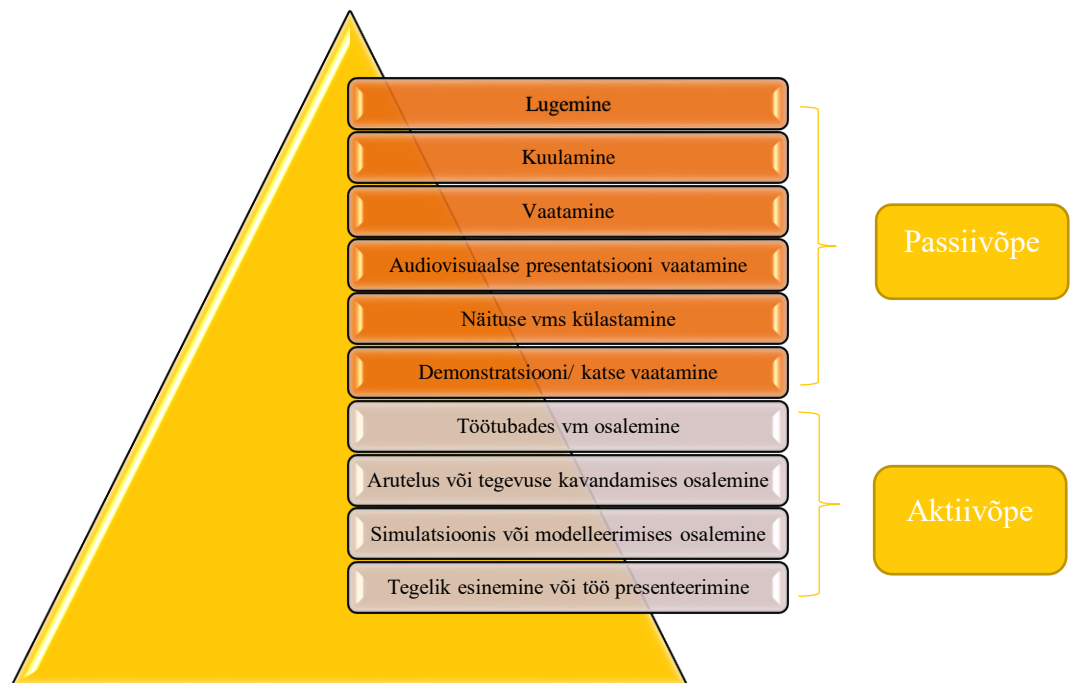 Lugemine
Kuulamine
Vaatamine
Audiovisuaalse presentatsiooni vaatamine
Näituse vms külastamine
Demonstratsiooni/ katse vaatamine
Passiivõpe
Töötubades vm osalemine
Arutelus või tegevuse kavandamises osalemine
Simulatsioonis või modelleerimises osalemine
Tegelik esinemine või töö presenteerimine
Aktiivõpe